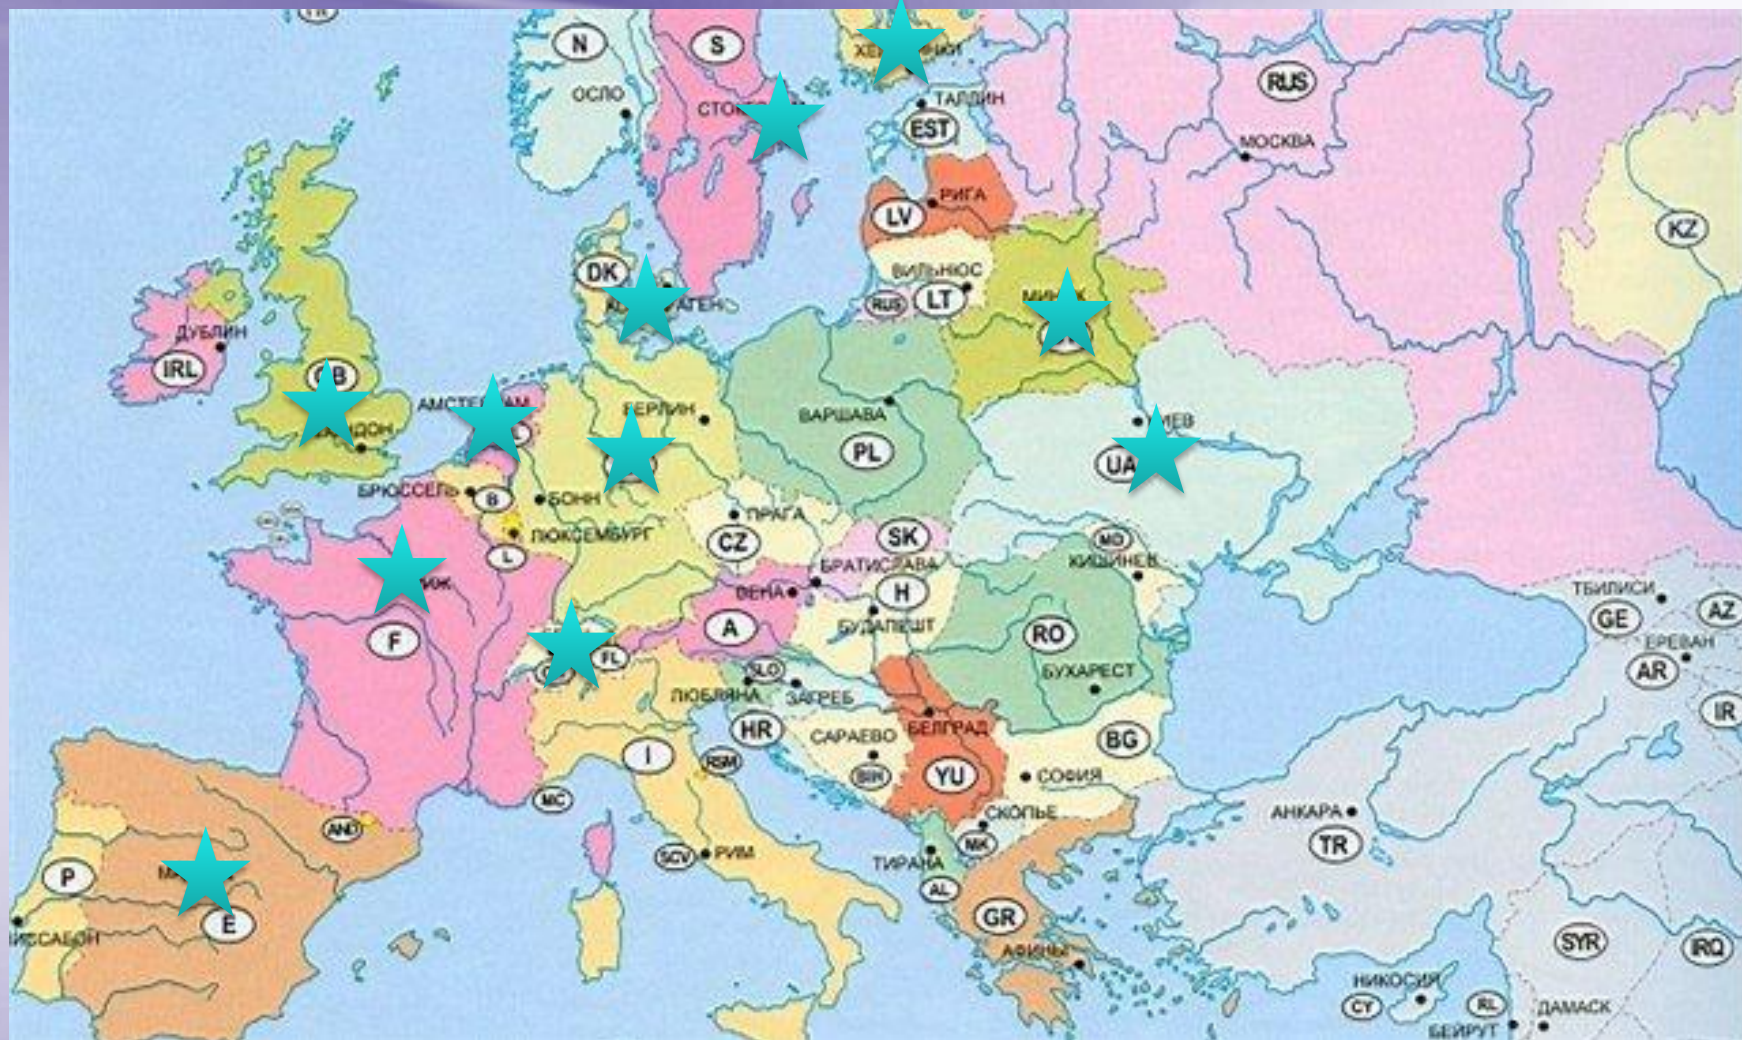 N
S
RUS
ОСЛО
ТАЛЛИН
EST
МОСКВА
РИГА
LV
KZ
DK
ВИЛЬНЮС
RUS
LT
ДУБЛИН
IRL
БЕРЛИН
ВАРШАВА
PL
UA
БРЮССЕЛЬ
B
БОНН
ПРАГА
ЛЮКСЕМБУРГ
CZ
SK
MD
L
КИШИНЕВ
БРАТИСЛАВА
ВЕНА
H
ТБИЛИСИ
GE
AZ
F
A
БУДАПЕШТ
RO
ЕРЕВАН
FL
AR
SLO
БУХАРЕСТ
ЛЮБЛЯНА
ЗАГРЕБ
IR
HR
САРАЕВО
БЕЛГРАД
BG
I
RSM
BIH
YU
СОФИЯ
MC
AND
СКОПЬЕ
АНКАРА
MK
TR
SCV
РИМ
ТИРАНА
P
AL
E
GR
SYR
IRQ
АФИНЫ
НИКОСИЯ
CY
RL
ДАМАСК
БЕЙРУТ